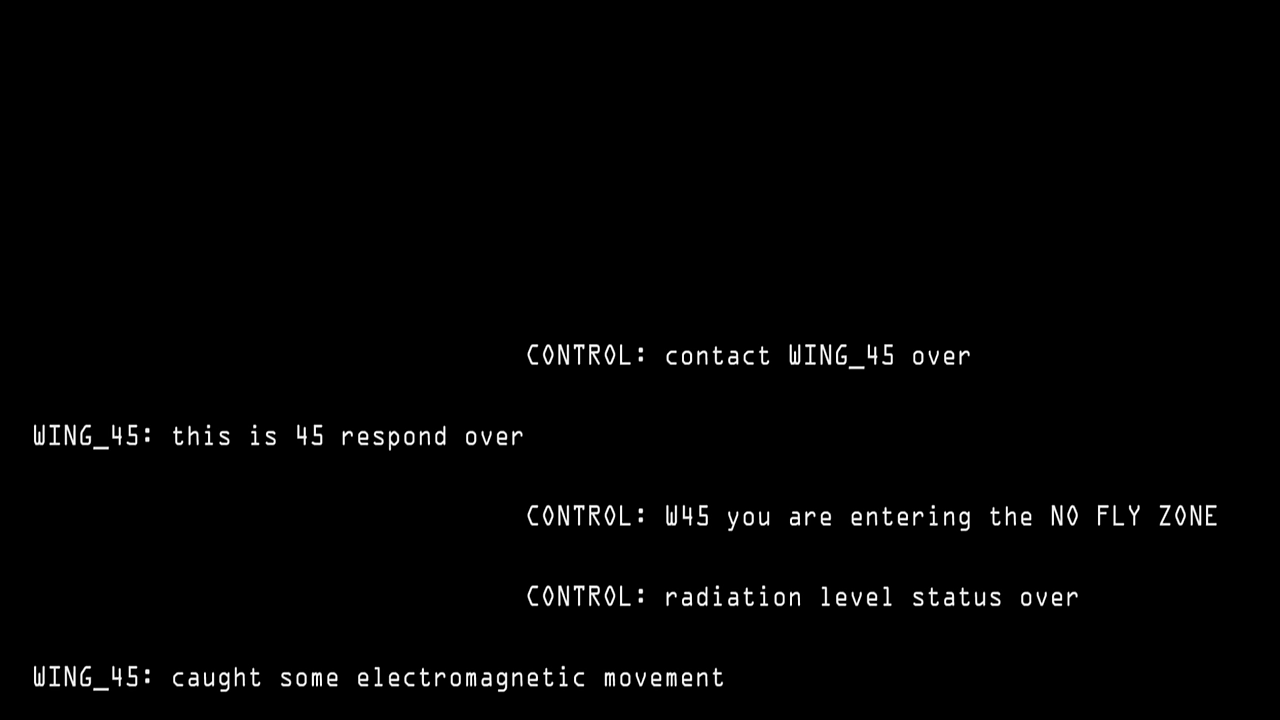 CONTROL: contact WING_45 over
WING_45: this is 45 respond over
CONTROL: W45 you are entering the NO FLY ZONE
CONTROL: radiation level status over
WING_45: caught some electromagnetic movement